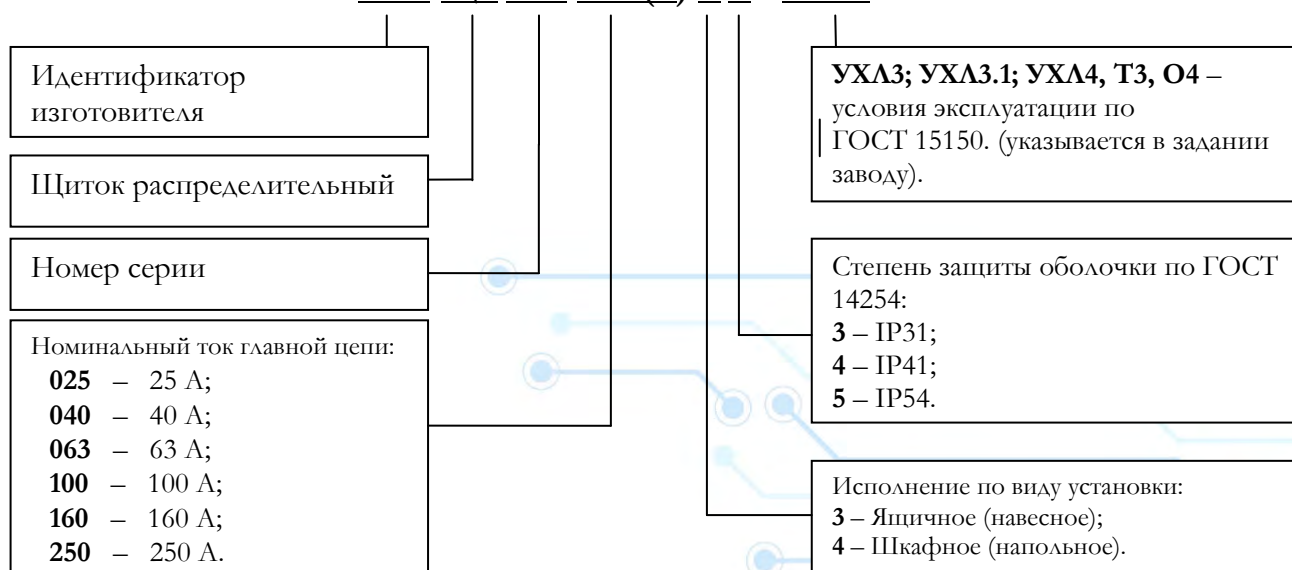 Идентификатор
изготовителя
Щиток распределительный
Номер серии
Номинальный ток главной цепи:
025 – 25 А;
040 – 40 А;
063 – 63 А;
100 – 100 А;
160 – 160 А;
250 – 250 А.
УХЛ3; УХЛ3.1; УХЛ4, Т3, О4 –
условия эксплуатации по
ГОСТ 15150. (указывается в задании
заводу).
Степень защиты оболочки по ГОСТ
14254:
3 – IP31;
4 – IP41;
5 – IP54.
Исполнение по виду установки:
3 – Ящичное (навесное);
4 – Шкафное (напольное).